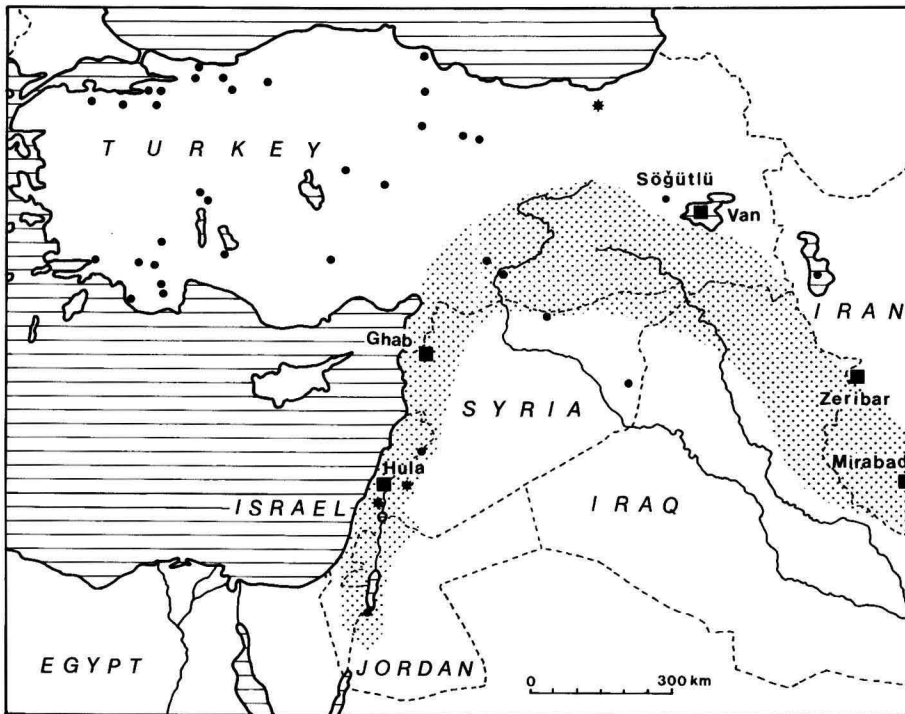 TURKEY
Söğütlü
Van
IRAN
Ghab
SYRIA
Zeribar
Hula
Mirabad
ISRAEL
IRAQ
EGYPT
JORDAN
0 300 km